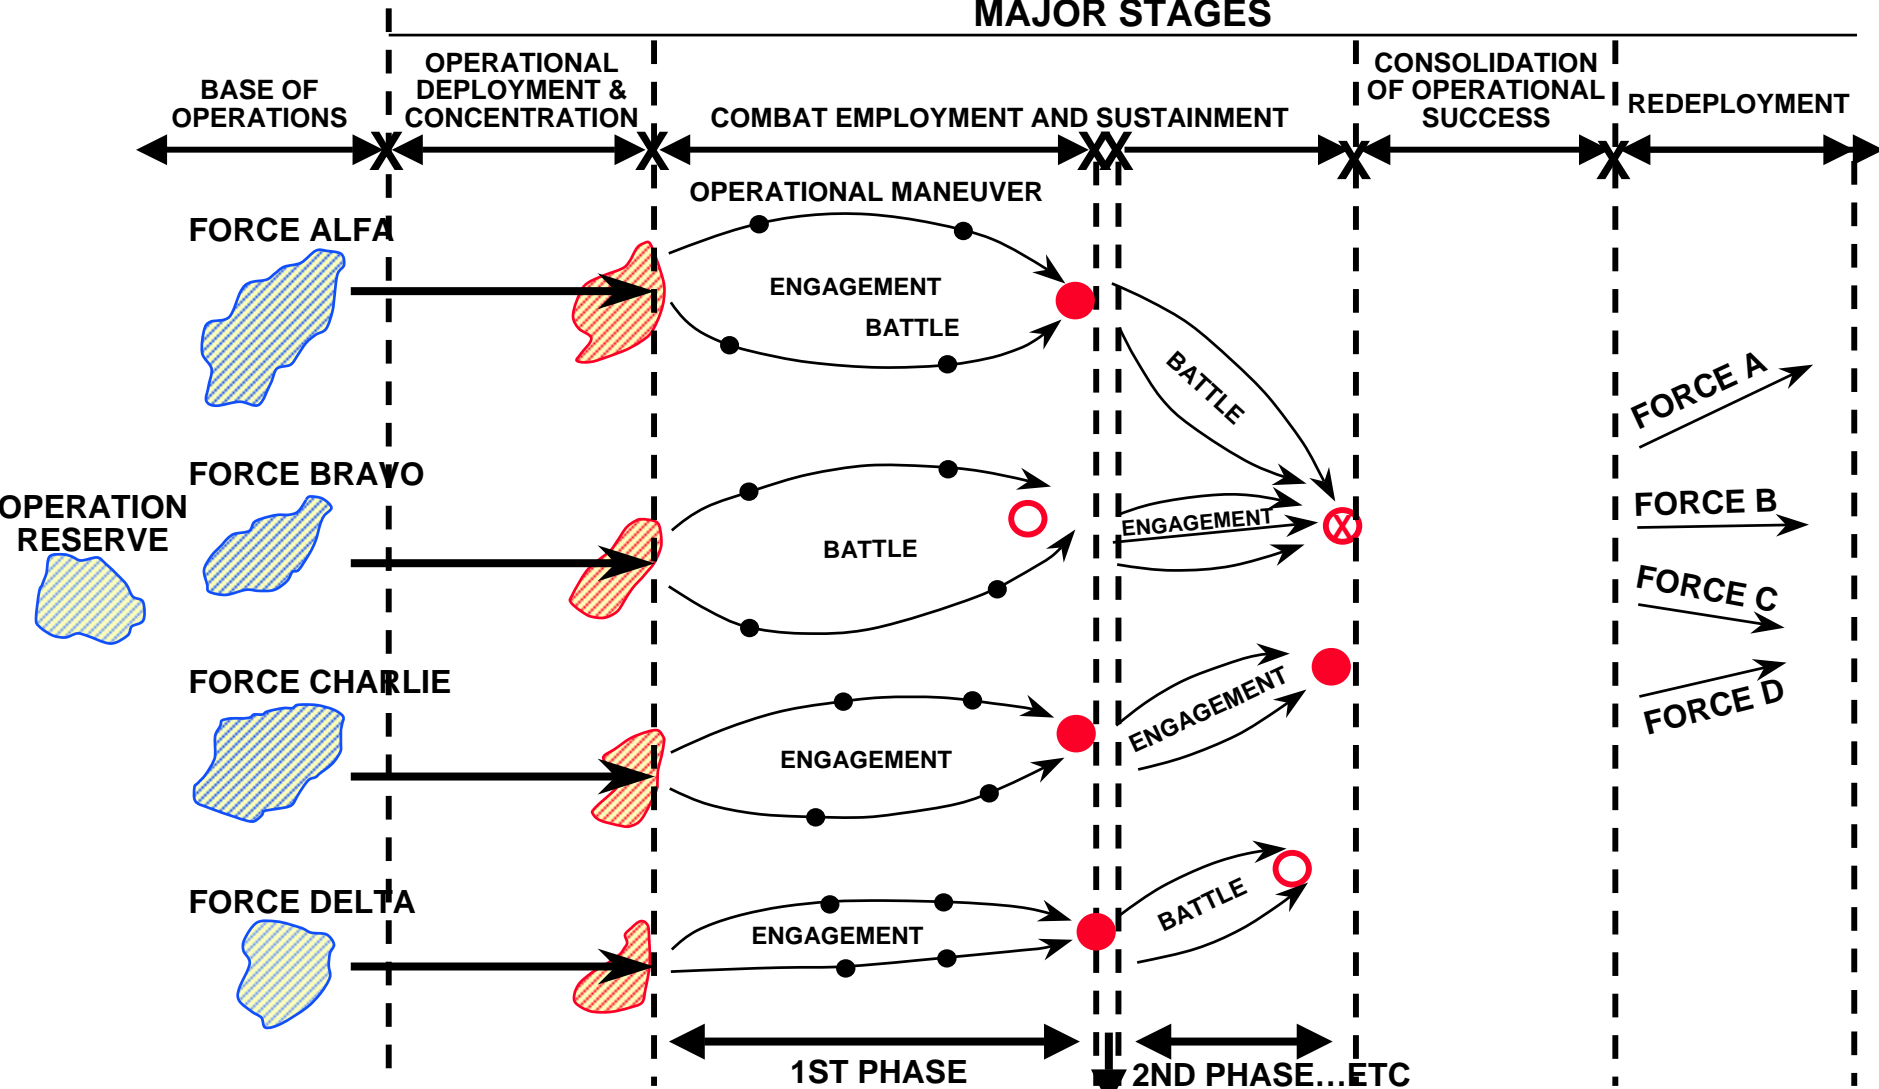 MAJOR STAGES
BASE OF
OPERATIONS
OPERATIONAL
DEPLOYMENT &
CONCENTRATION
COMBAT EMPLOYMENT AND SUSTAINMENT
CONSOLIDATION
OF OPERATIONAL
SUCCESS
REDEPLOYMENT
X
X
X
X
X
X
OPERATIONAL MANEUVER
FORCE ALFA
ENGAGEMENT
BATTLE
BATTLE
FORCE A
FORCE BRAVO
OPERATION
RESERVE
BATTLE
ENGAGEMENT
X
FORCE B
FORCE C
FORCE CHARLIE
ENGAGEMENT
ENGAGEMENT
FORCE D
FORCE DELTA
ENGAGEMENT
BATTLE
1ST PHASE
2ND PHASE...ETC